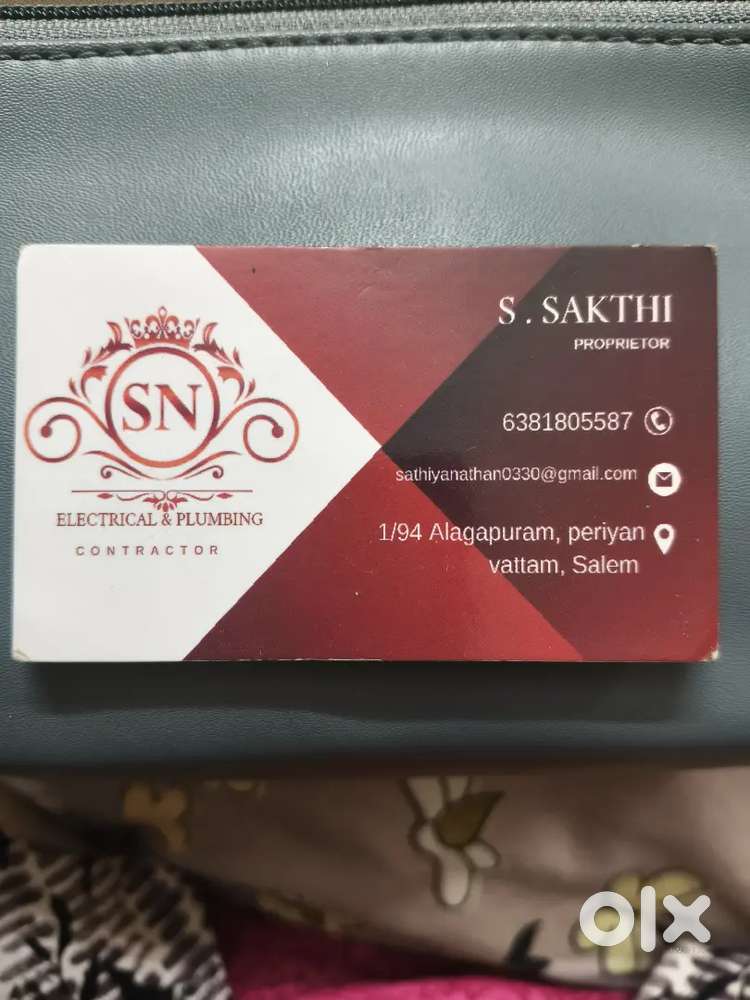 SN
ELECTRICAL & PLUMBING
CONTRACTOR
S . SAKTHI
PROPRIETOR
6381805587
sathiyanathan0330@gmail.com
1/94 Alagapuram, periyan
vattam, Salem
olx